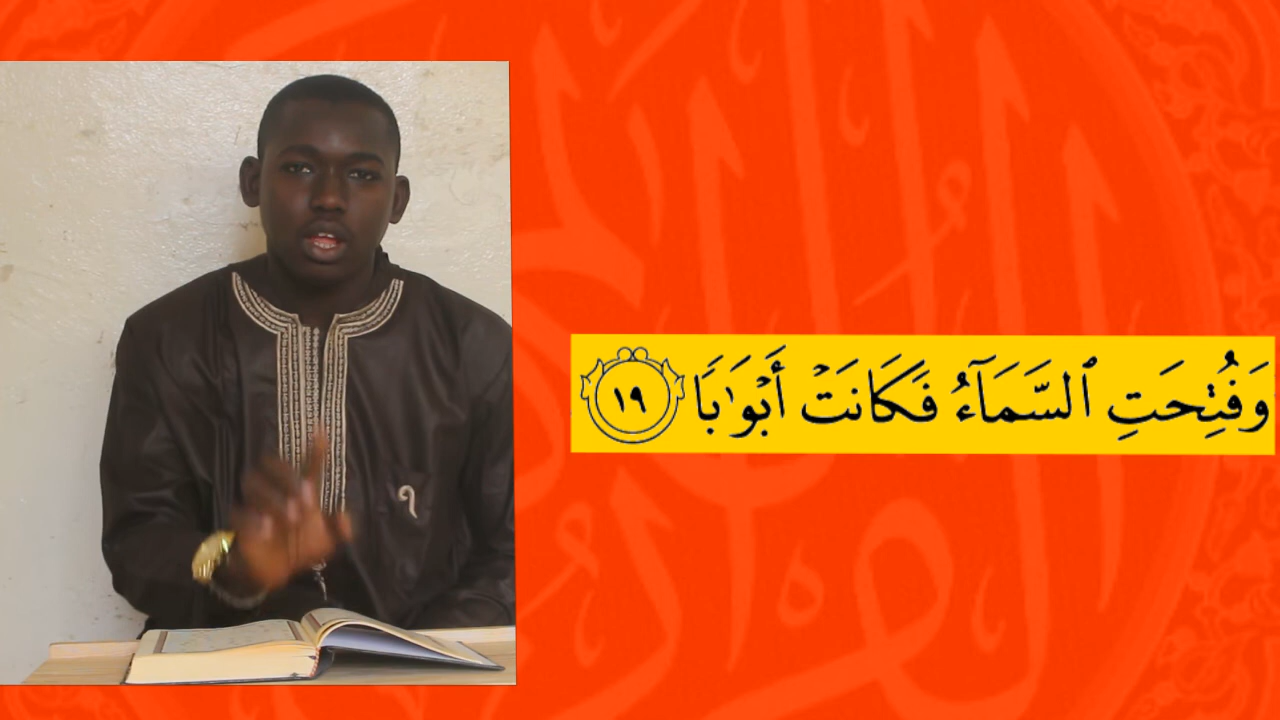 وَفُتِحَتِ ٱلسَّمَآءُ فَكَانَتۡ أَبۡوَٰبٗا ١٩